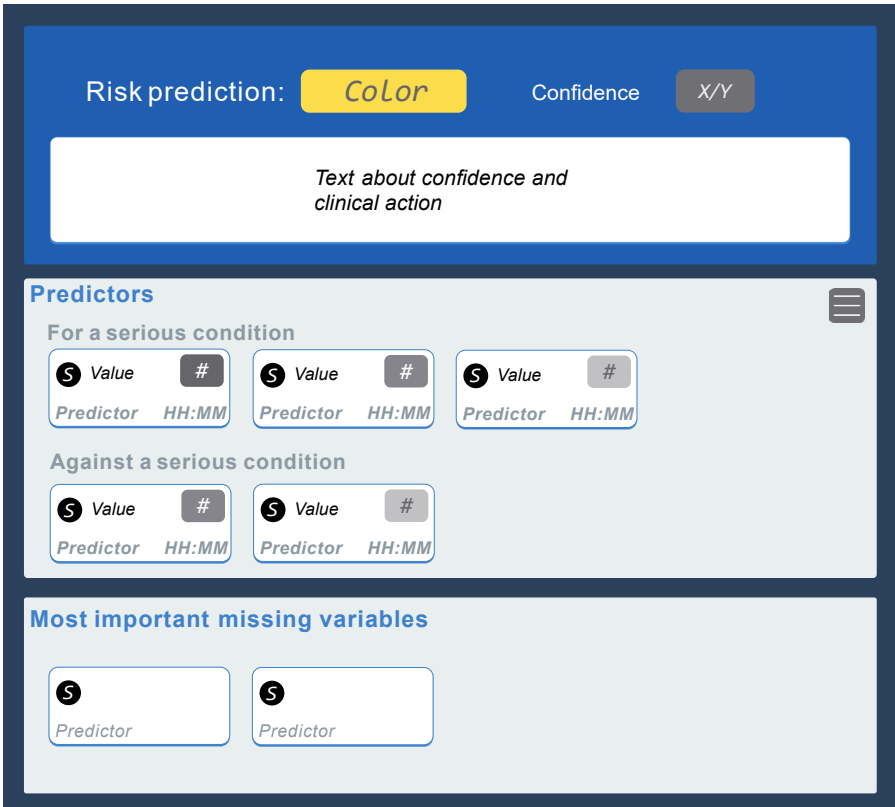 Risk prediction: Color Confidence X/Y
Text about confidence and
clinical action
Predictors
For a serious condition
S Value # S Value # S Value #
Predictor HH:MM Predictor HH:MM Predictor HH:MM
Against a serious condition
S Value # S Value #
Predictor HH:MM Predictor HH:MM
Most important missing variables
S S
Predictor Predictor